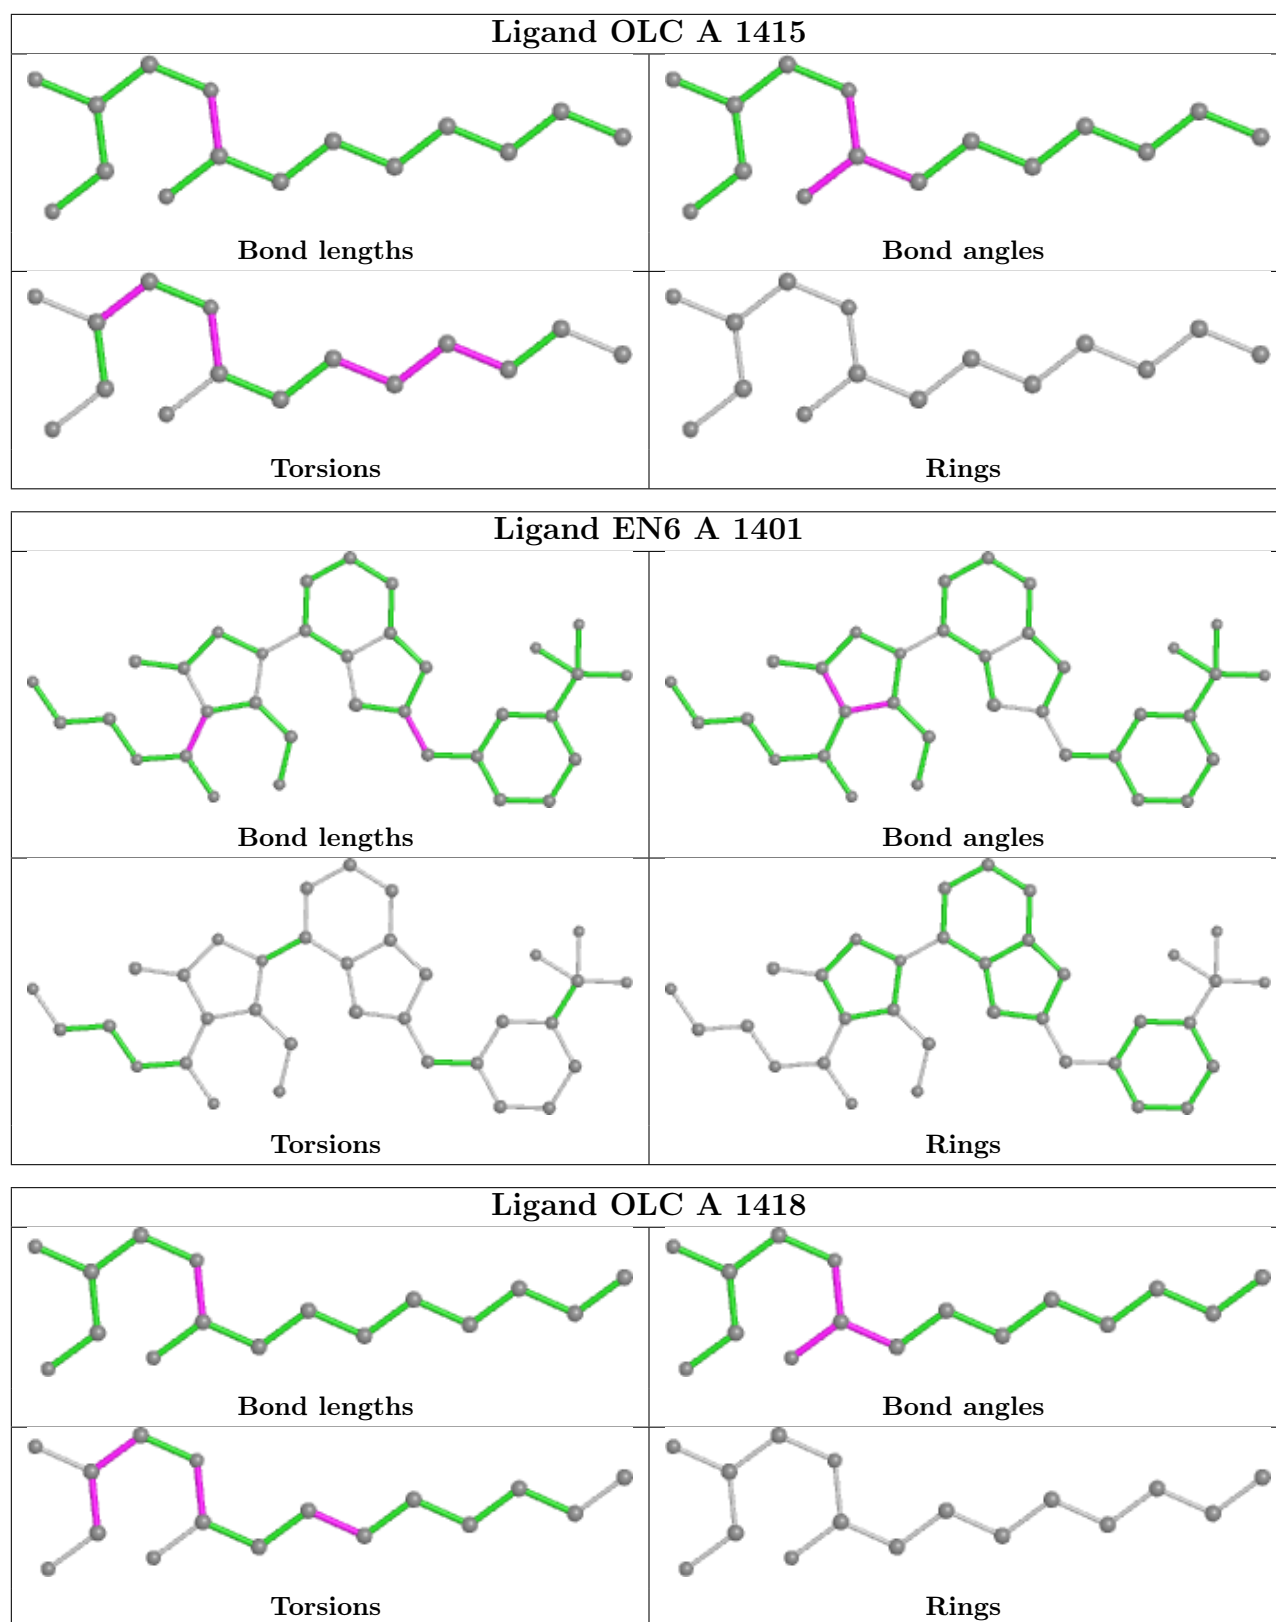 Ligand OLC A 1415
Bond lengths
Bond angles
Torsions
Rings
Ligand EN6 A 1401
Bond lengths
Bond angles
Torsions
Rings
Ligand OLC A 1418
Bond lengths
Bond angles
Torsions
Rings